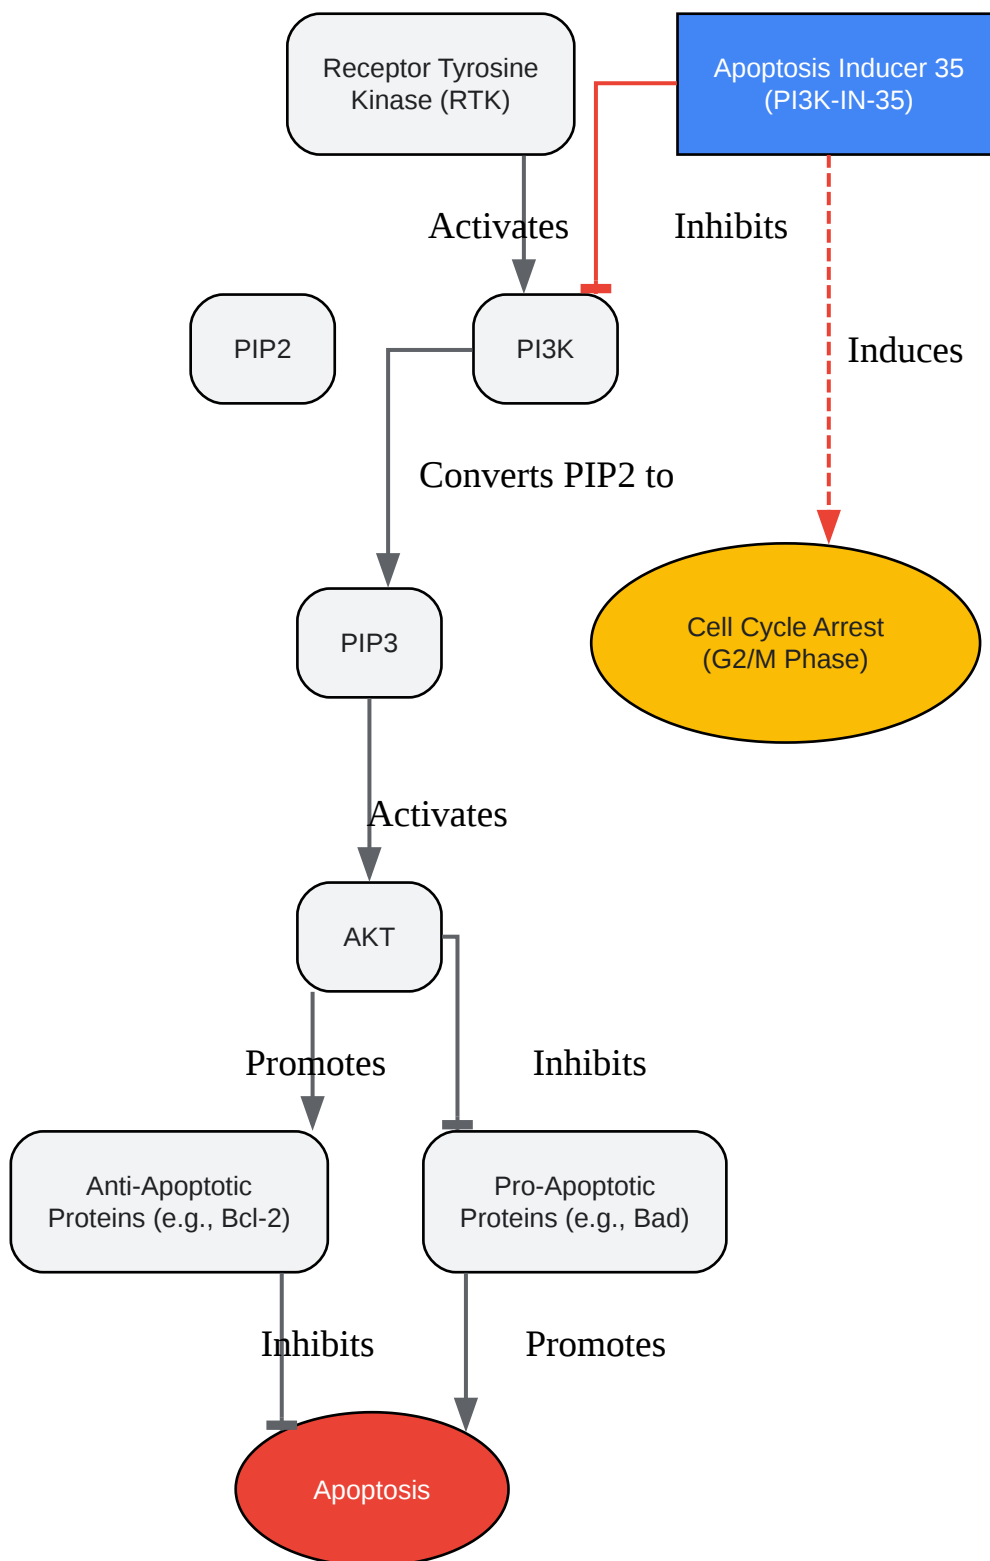 Receptor Tyrosine
Kinase (RTK)
Apoptosis Inducer 35
(PI3K-IN-35)
Activates
Inhibits
PIP2
PI3K
Induces
Converts PIP2 to
PIP3
Cell Cycle Arrest
(G2/M Phase)
Activates
AKT
Promotes
Inhibits
Anti-Apoptotic
Proteins (e.g., Bcl-2)
Pro-Apoptotic
Proteins (e.g., Bad)
Inhibits
Promotes
Apoptosis